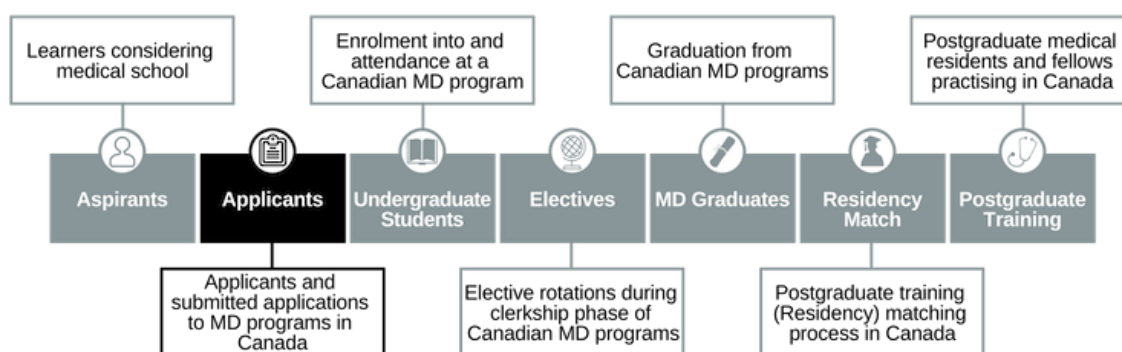 Learners considering
medical school
Enrolment into and
attendance at a
Canadian MD program
Graduation from
Canadian MD programs
Postgraduate medical
residents and fellows
practising in Canada
Aspirants
Applicants
Undergraduate
Students
Electives
MD Graduates
Residency
Match
Postgraduate
Training
Applicants and
submitted applications
to MD programs in
Canada
Elective rotations during
clerkship phase of
Canadian MD programs
Postgraduate training
(Residency) matching
process in Canada